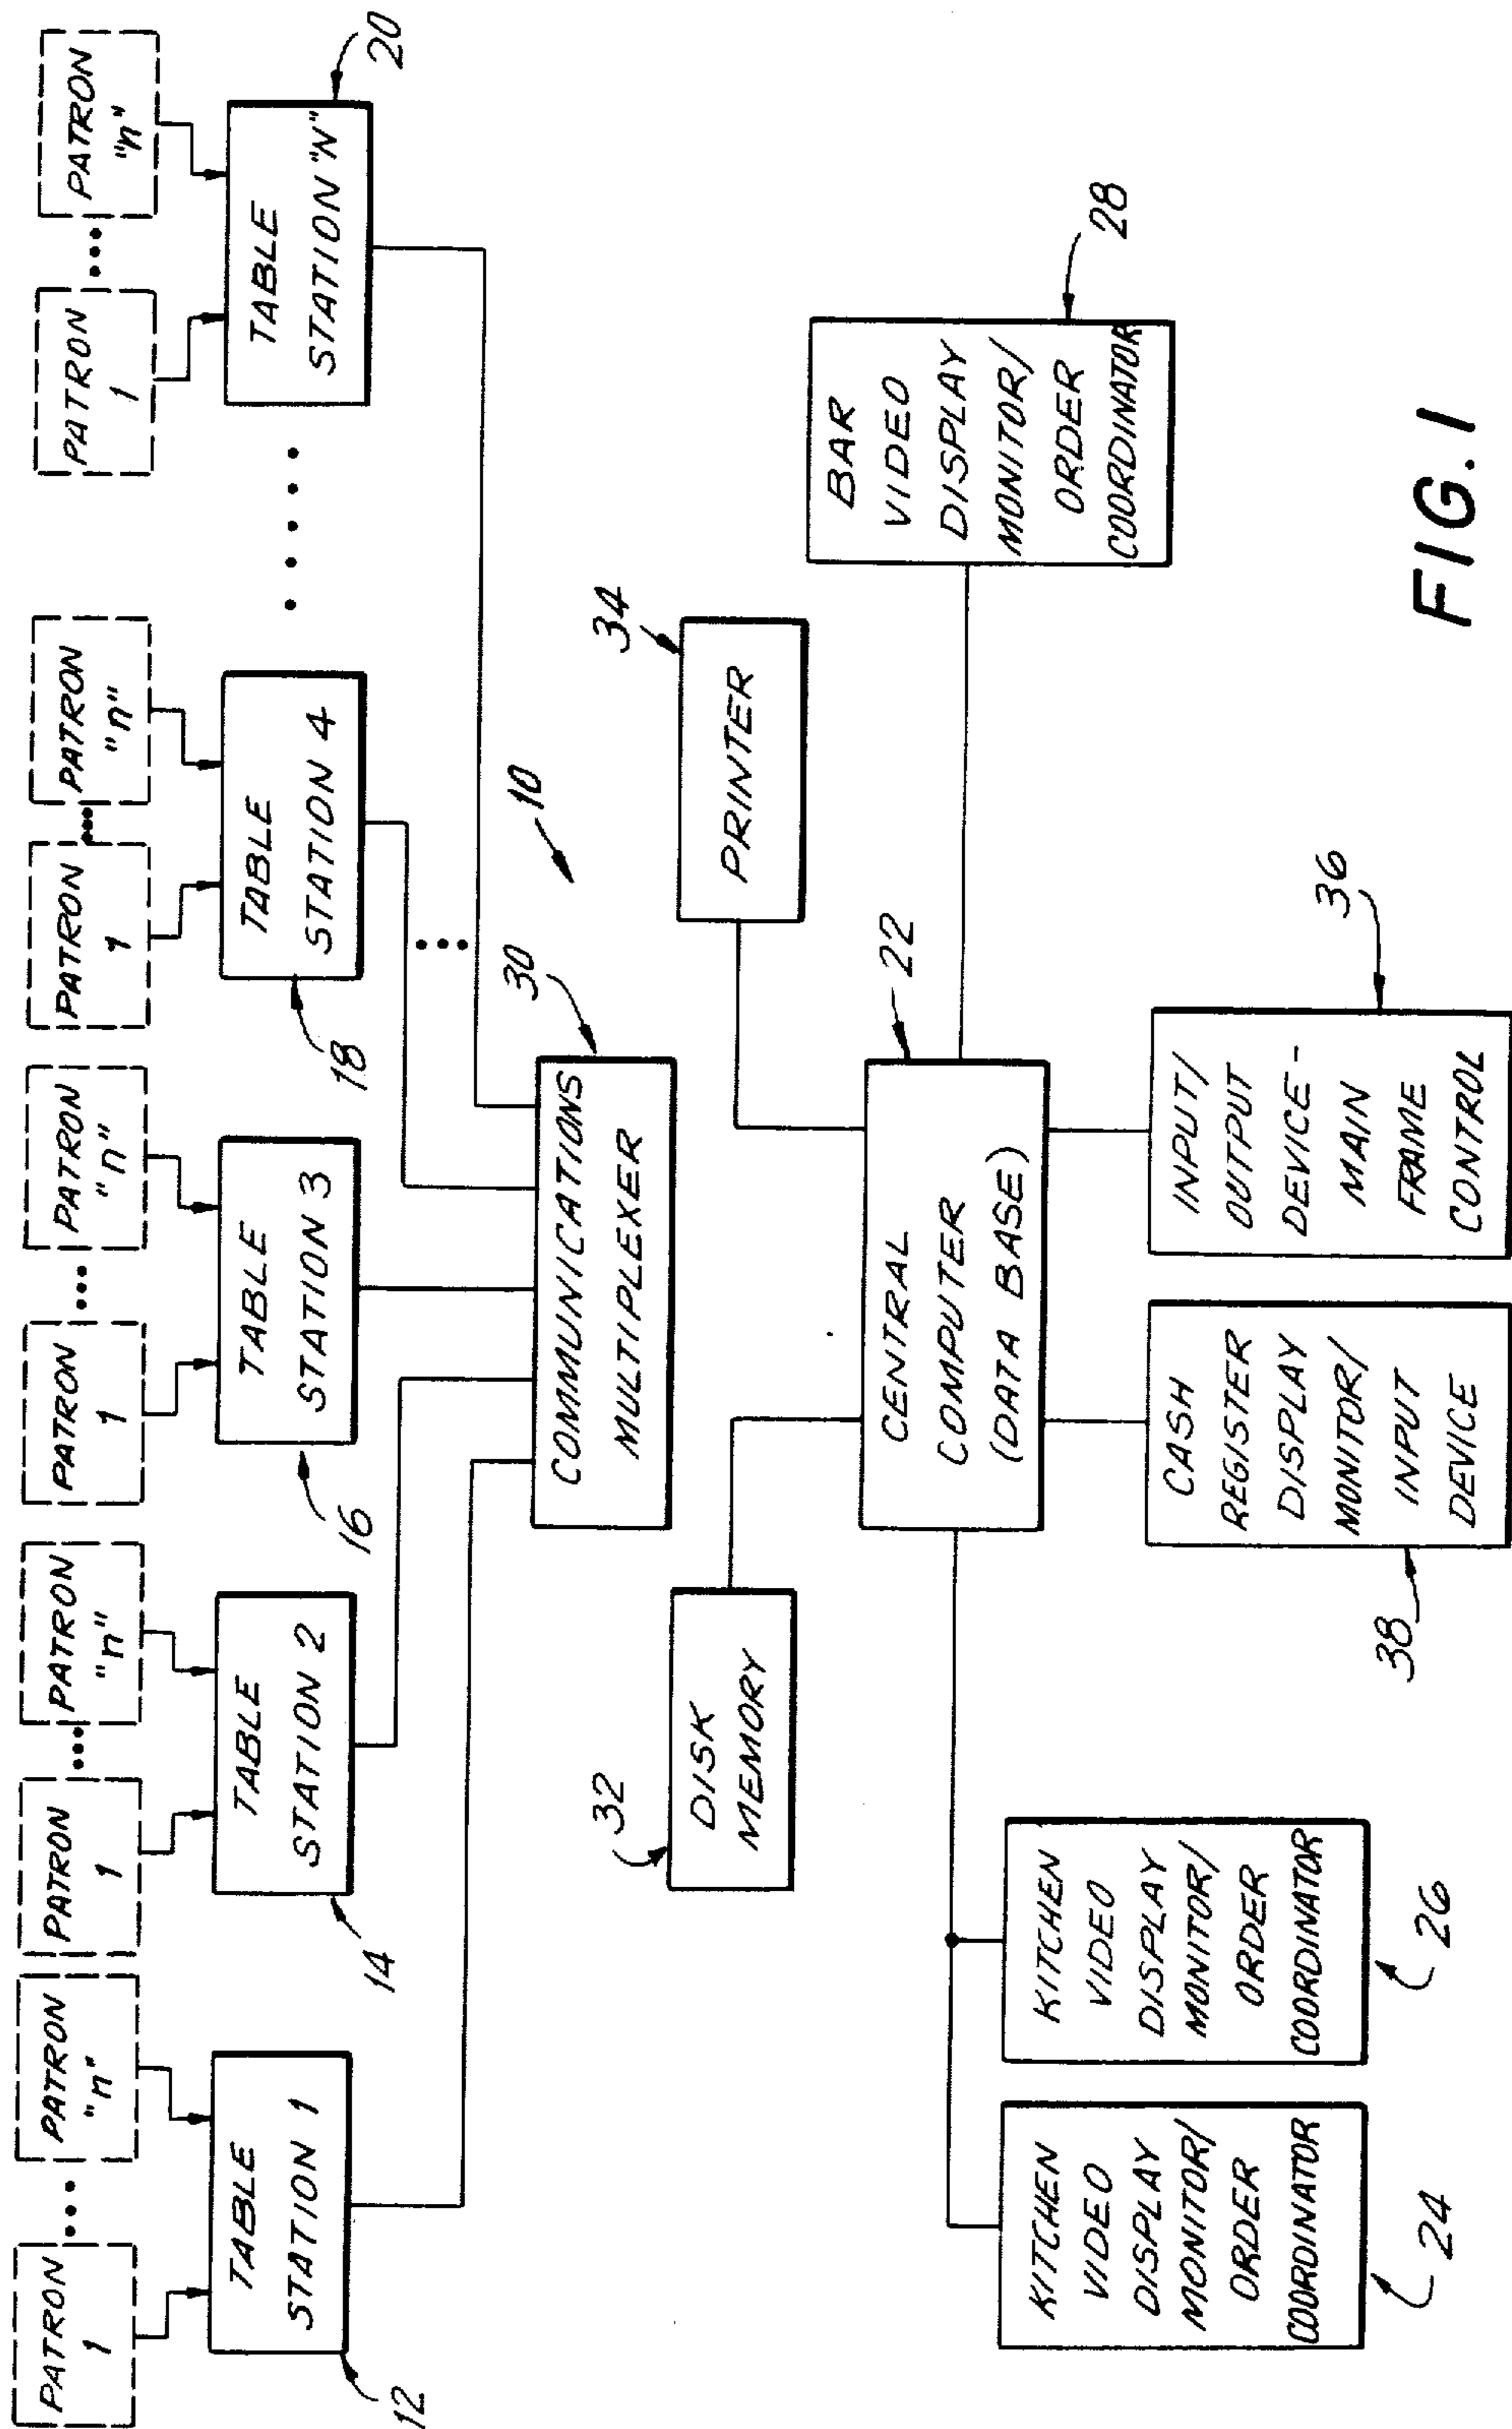 PATRON
1
PATRON
"n"
PATRON
1
PATRON
"n"
PATRON
1
PATRON
"n"
PATRON
1
PATRON
"n"
PATRON
1
PATRON
"n"
TABLE
STATION 1
12
TABLE
STATION 2
14
TABLE
STATION 3
16
TABLE
STATION 4
18
TABLE
STATION "N"
20
COMMUNICATIONS
MULTIPLEXER
30
10
DISK
MEMORY
32
PRINTER
34
CENTRAL
COMPUTER
(DATA BASE)
22
KITCHEN
VIDEO
DISPLAY
MONITOR/
ORDER
COORDINATOR
24
KITCHEN
VIDEO
DISPLAY
MONITOR/
ORDER
COORDINATOR
26
CASH
REGISTER
DISPLAY
MONITOR/
INPUT
DEVICE
38
INPUT/
OUTPUT
DEVICE-
MAIN
FRAME
CONTROL
36
BAR
VIDEO
DISPLAY
MONITOR/
ORDER
COORDINATOR
28
FIG. 1